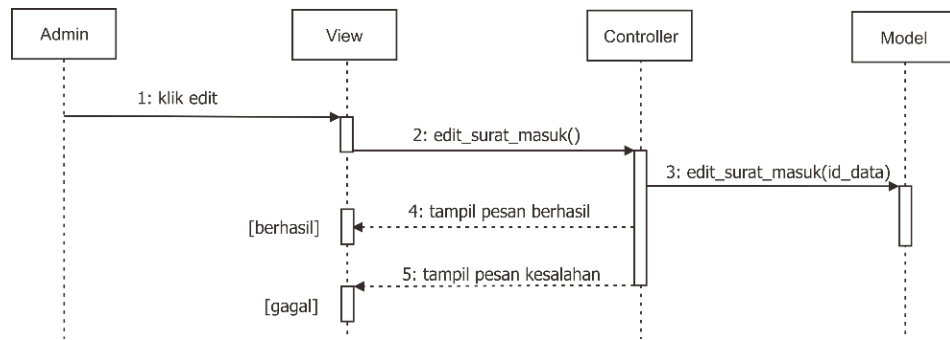 Admin
View
Controller
Model
1: klik edit
2: edit_surat_masuk()
3: edit_surat_masuk(id_data)
4: tampil pesan berhasil
[berhasil]
5: tampil pesan kesalahan
[gagal]